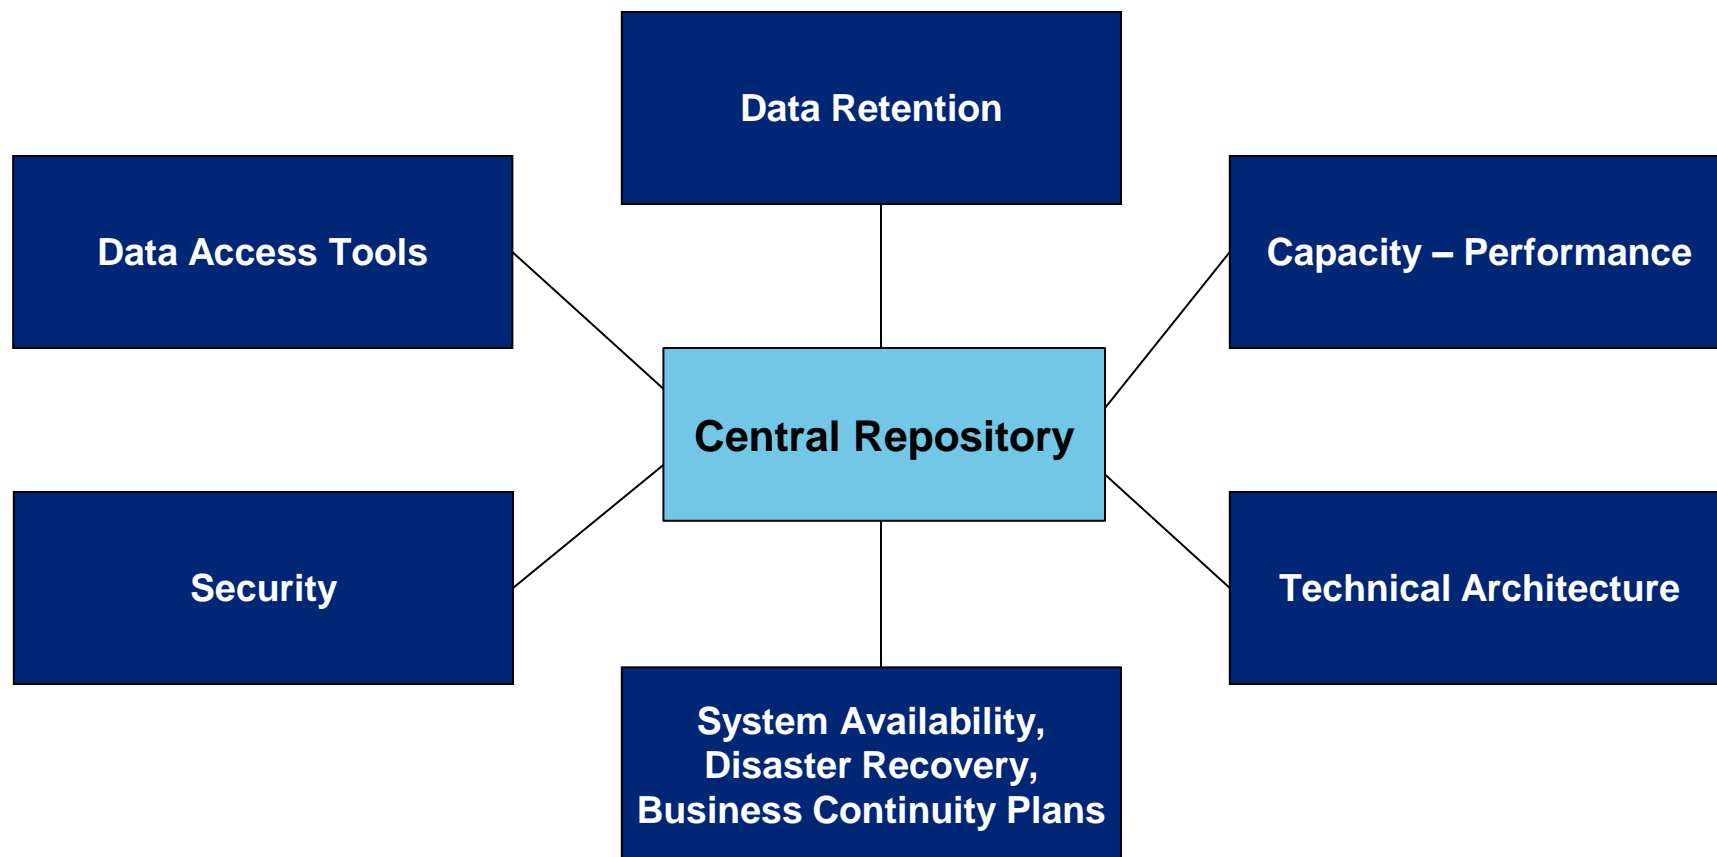 Data Retention
Data Access Tools
Capacity – Performance
Central Repository
Security
Technical Architecture
System Availability,
Disaster Recovery,
Business Continuity Plans